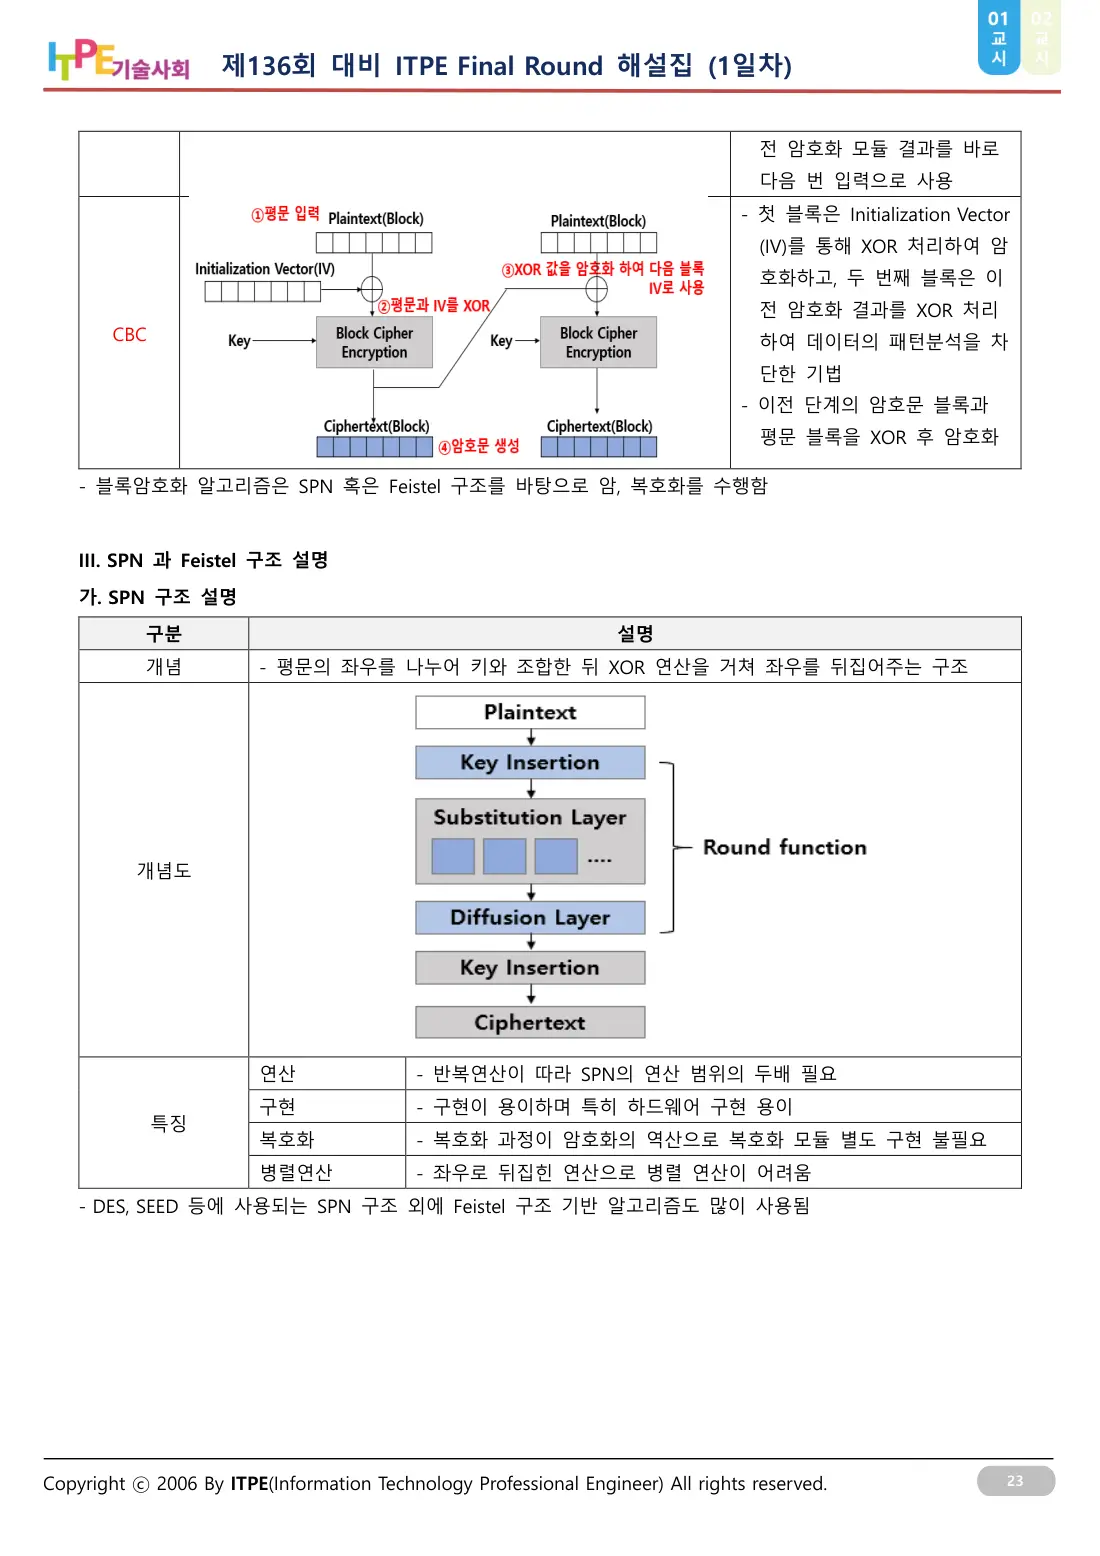 ITPE기술사회 제136회 대비 ITPE Final Round 해설집 (1일차)
01
교
시
02
교
시
전 암호화 모듈 결과를 바로
다음 번 입력으로 사용
CBC
①평문 입력
Plaintext(Block)
Plaintext(Block)
Initialization Vector(IV)
③XOR 값을 암호화 하여 다음 블록
IV로 사용
②평문과 IV를 XOR
Key
Block Cipher
Encryption
Key
Block Cipher
Encryption
Ciphertext(Block)
④암호문 생성
Ciphertext(Block)
- 첫 블록은 Initialization Vector
(IV)를 통해 XOR 처리하여 암
호화하고, 두 번째 블록은 이
전 암호화 결과를 XOR 처리
하여 데이터의 패턴분석을 차
단한 기법
- 이전 단계의 암호문 블록과
평문 블록을 XOR 후 암호화
- 블록암호화 알고리즘은 SPN 혹은 Feistel 구조를 바탕으로 암, 복호화를 수행함
III. SPN 과 Feistel 구조 설명
가. SPN 구조 설명
구분 설명
개념 - 평문의 좌우를 나누어 키와 조합한 뒤 XOR 연산을 거쳐 좌우를 뒤집어주는 구조
개념도
Plaintext
Key Insertion
Substitution Layer
....
Round function
Diffusion Layer
Key Insertion
Ciphertext
특징
연산 - 반복연산이 따라 SPN의 연산 범위의 두배 필요
구현 - 구현이 용이하며 특히 하드웨어 구현 용이
복호화 - 복호화 과정이 암호화의 역산으로 복호화 모듈 별도 구현 불필요
병렬연산 - 좌우로 뒤집힌 연산으로 병렬 연산이 어려움
- DES, SEED 등에 사용되는 SPN 구조 외에 Feistel 구조 기반 알고리즘도 많이 사용됨
Copyright ⓒ 2006 By ITPE(Information Technology Professional Engineer) All rights reserved.
23